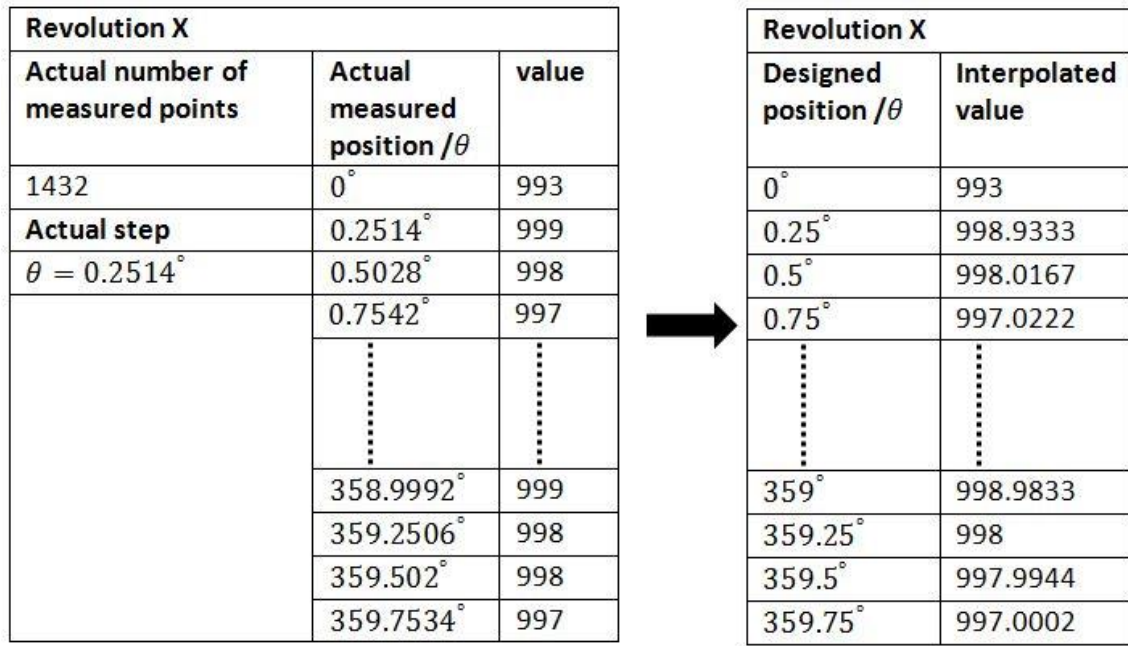 Revolution X
Actual number of
measured points
Actual
measured
position /θ
value
1432
0°
993
Actual step
0.2514°
999
θ = 0.2514°
0.5028°
998
0.7542°
997
358.9992°
999
359.2506°
998
359.502°
998
359.7534°
997
Revolution X
Designed
position /θ
Interpolated
value
0°
993
0.25°
998.9333
0.5°
998.0167
0.75°
997.0222
359°
998.9833
359.25°
998
359.5°
997.9944
359.75°
997.0002